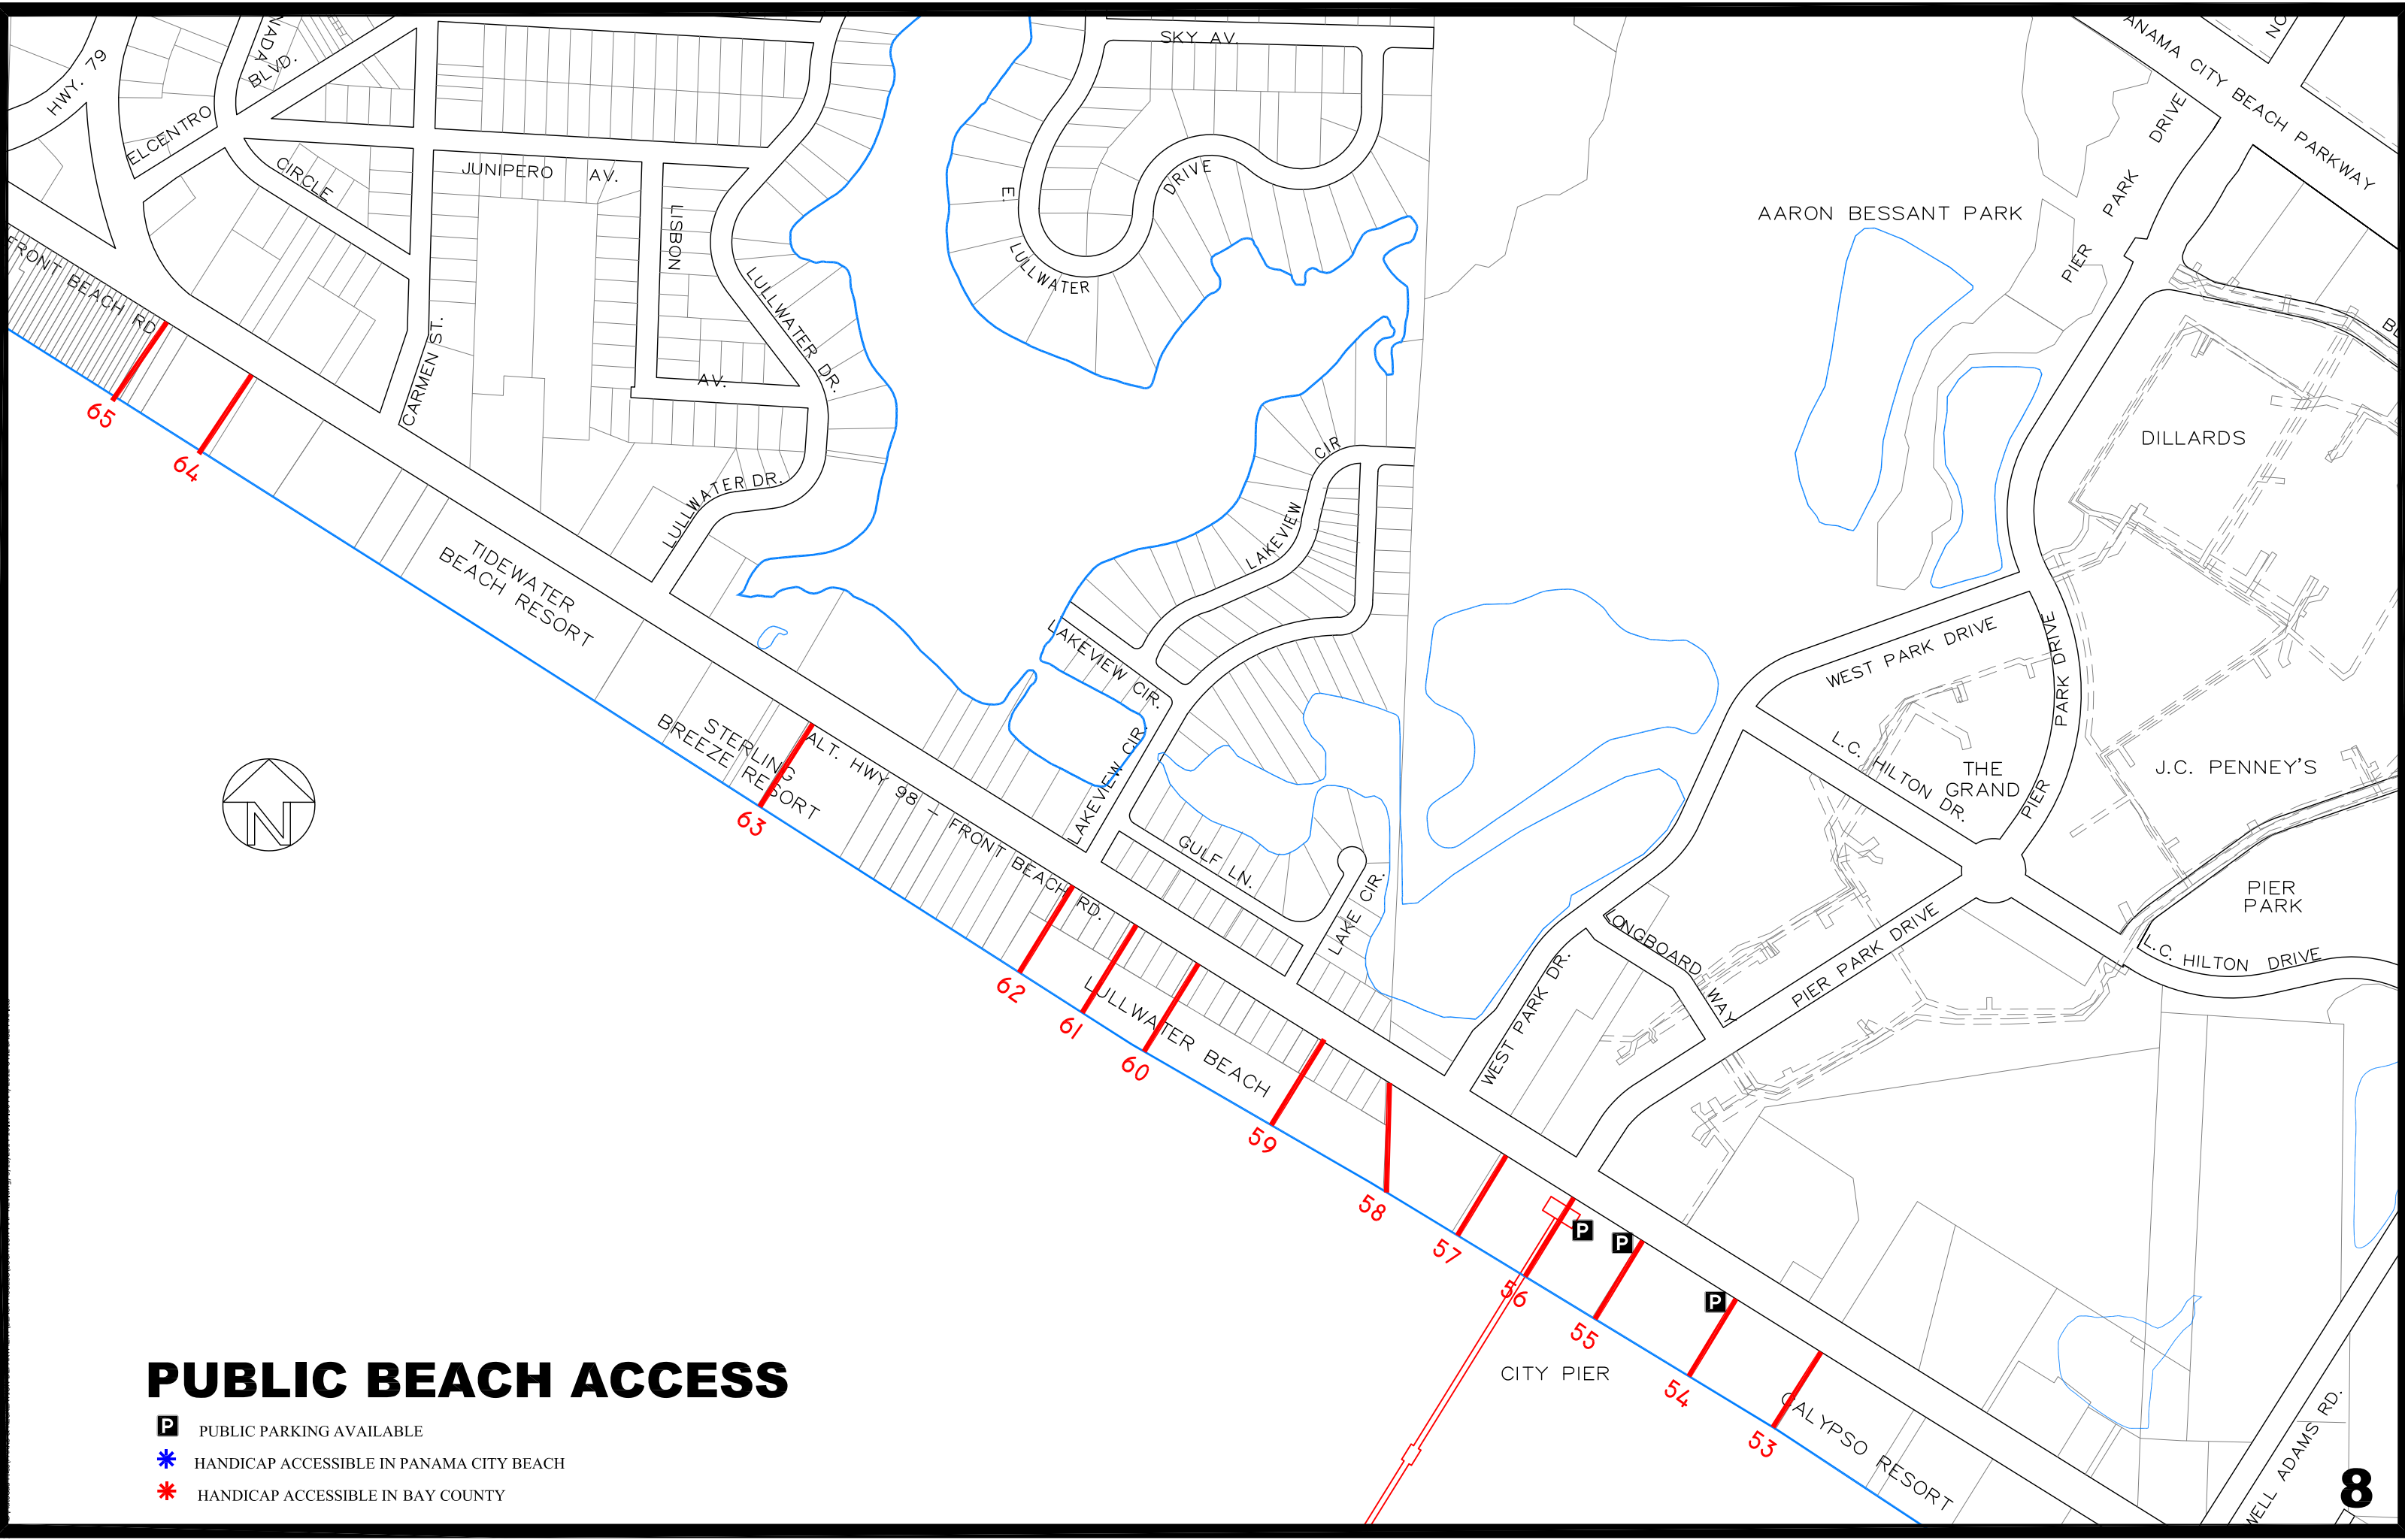 HWY. 79
NADA
BLVD.
ELCENTRO
CIRCLE
JUNIPERO AV.
LISBON
LULLWATER DR.
AV.
CARMEN ST.
LULLWATER DR.
FRONT BEACH RD
SKY AV.
E.
LULLWATER
DRIVE
ANAMA CITY BEACH PARKWAY
NO
PIER PARK DRIVE
AARON BESSANT PARK
DILLARDS
65
64
TIDEWATER
BEACH RESORT
LAKEVIEW CIR
LAKEVIEW CIR.
LAKEVIEW CIR
WEST PARK DRIVE
PIER PARK DRIVE
L.C. HILTON DR.
THE
GRAND
J.C. PENNEY'S
PIER
PARK
L.C. HILTON DRIVE
STERLING
BREEZE RESORT
63
ALT. HWY 98 – FRONT BEACH RD.
GULF LN.
LAKE CIR.
LONGBOARD WAY
PIER PARK DRIVE
WEST PARK DR.
N
62
61
60
LULLWATER BEACH
59
58
57
56
P
P
55
P
54
53
CITY PIER
CALYPSO RESORT
WELL ADAMS RD.
PUBLIC BEACH ACCESS
P PUBLIC PARKING AVAILABLE
HANDICAP ACCESSIBLE IN PANAMA CITY BEACH
HANDICAP ACCESSIBLE IN BAY COUNTY
8